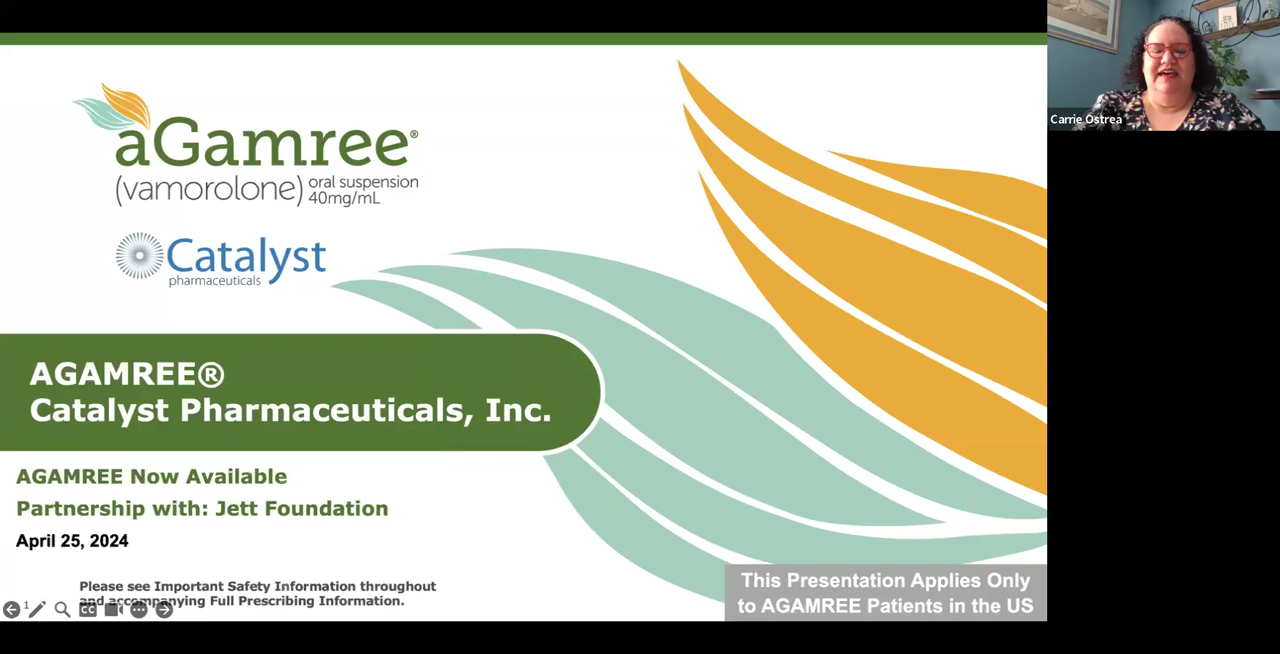 aGamree®
(vamorolone) oral suspension
40mg/mL
Catalyst
pharmaceuticals
AGAMREE®
Catalyst Pharmaceuticals, Inc.
AGAMREE Now Available
Partnership with: Jett Foundation
April 25, 2024
Please see Important Safety Information throughout
and accompanying Full Prescribing Information.
1
CC
This Presentation Applies Only
to AGAMREE Patients in the US
Carrie Ostrea